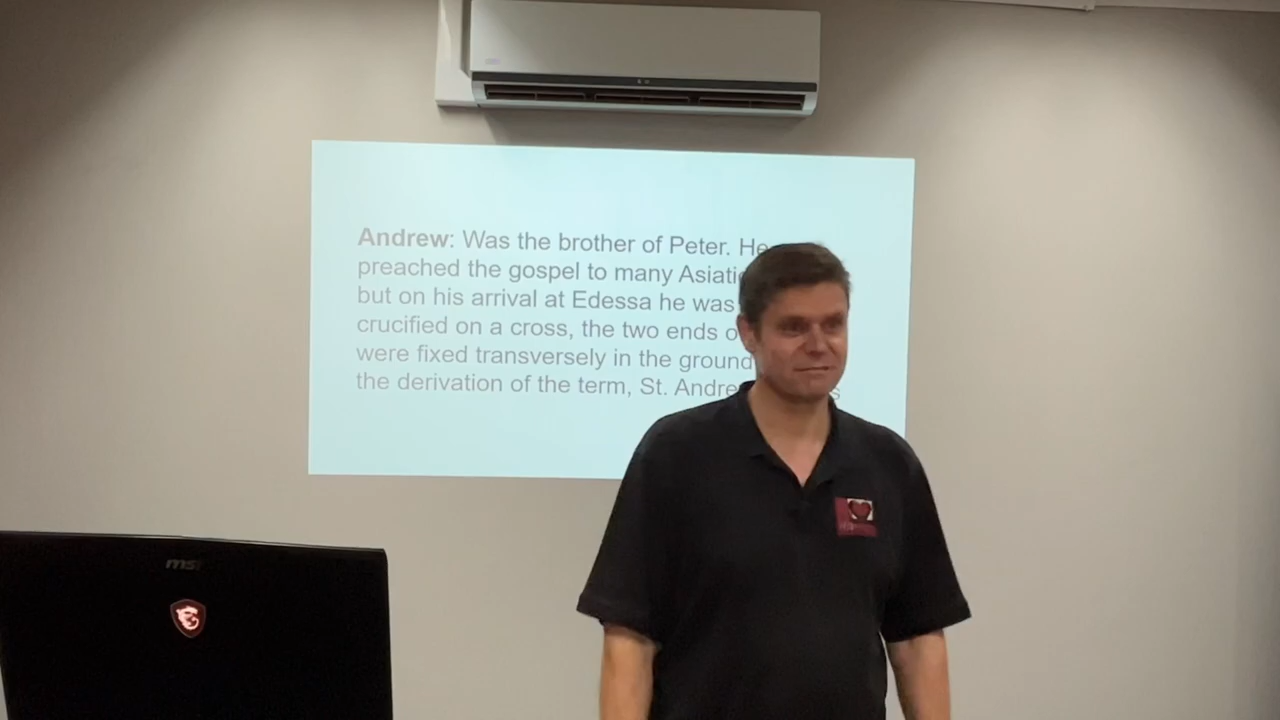 Andrew: Was the brother of Peter. He
preached the gospel to many Asiatic
but on his arrival at Edessa he was
crucified on a cross, the two ends
were fixed transversely in the ground
the derivation of the term, St.
msi